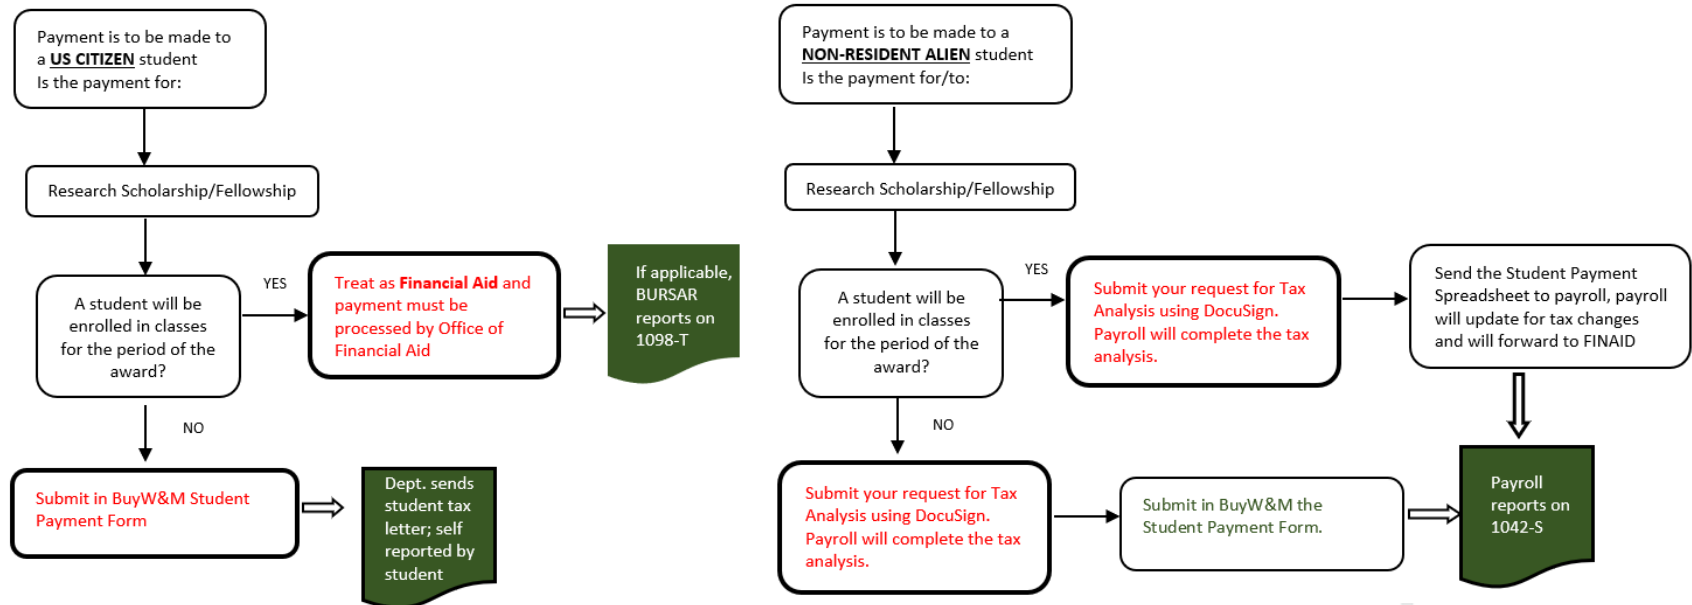 Payment is to be made to
a US CITIZEN student
Is the payment for:
Research Scholarship/Fellowship
A student will be
enrolled in classes
for the period of the
award?
YES
Treat as Financial Aid and
payment must be
processed by Office of
Financial Aid
If applicable,
BURSAR
reports on
1098-T
NO
Submit in BuyW&M Student
Payment Form
Dept. sends
student tax
letter; self
reported by
student
Payment is to be made to a
NON-RESIDENT ALIEN student
Is the payment for/to:
Research Scholarship/Fellowship
A student will be
enrolled in classes
for the period of the
award?
YES
Submit your request for Tax
Analysis using DocuSign.
Payroll will complete the tax
analysis.
Send the Student Payment
Spreadsheet to payroll, payroll
will update for tax changes
and will forward to FINAID
NO
Submit your request for Tax
Analysis using DocuSign.
Payroll will complete the tax
analysis.
Submit in BuyW&M the
Student Payment Form.
Payroll
reports on
1042-S